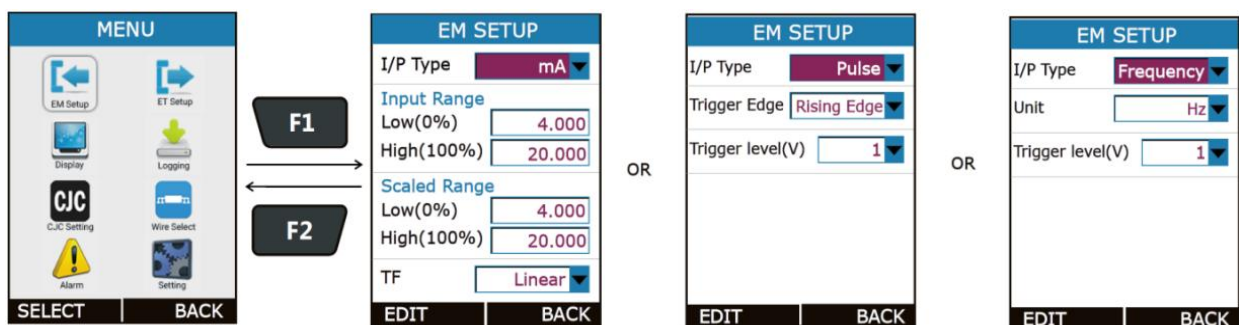 MENU
EM Setup
ET Setup
Display
Logging
CJC
CJC Setting
Wire Select
Alarm
Setting
SELECT BACK
F1
F2
EM SETUP
I/P Type mA
Input Range
Low(0%) 4.000
High(100%) 20.000
Scaled Range
Low(0%) 4.000
High(100%) 20.000
TF Linear
EDIT BACK
OR
EM SETUP
I/P Type Pulse
Trigger Edge Rising Edge
Trigger level(V) 1
EDIT BACK
OR
EM SETUP
I/P Type Frequency
Unit Hz
Trigger level(V) 1
EDIT BACK